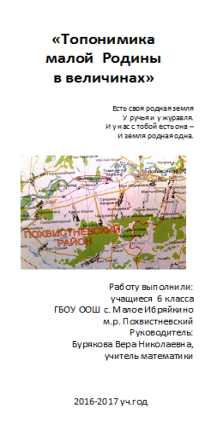 «Топонимика
малой Родины
в величинах»
Есть своя родная земля
У ручья и у журавля.
И у нас с тобой есть она –
И земля родная одна.
ПОХВИСТНЕВСКИЙ
РАЙОН
Работу выполнили:
учащиеся 6 класса
ГБОУ ООШ с. Малое Ибряйкино
м.р. Похвистневский
Руководитель:
Бурякова Вера Николаевна,
учитель математики
2016-2017 уч.год